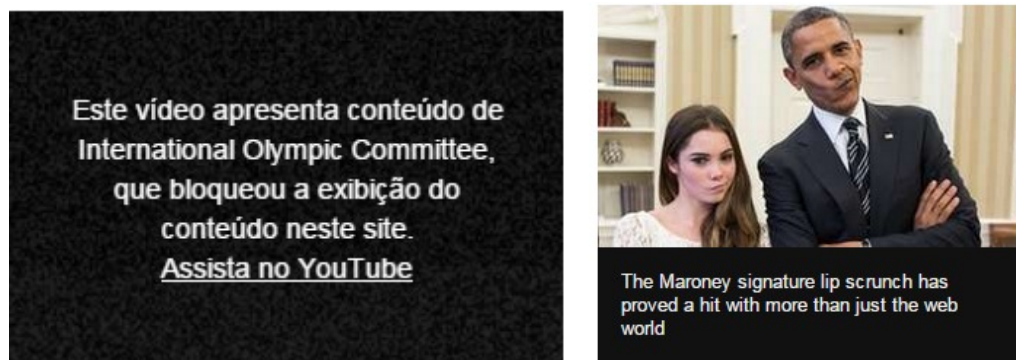 Este vídeo apresenta conteúdo de
International Olympic Committee,
que bloqueou a exibição do
conteúdo neste site.
Assista no YouTube
The Maroney signature lip scrunch has
proved a hit with more than just the web
world